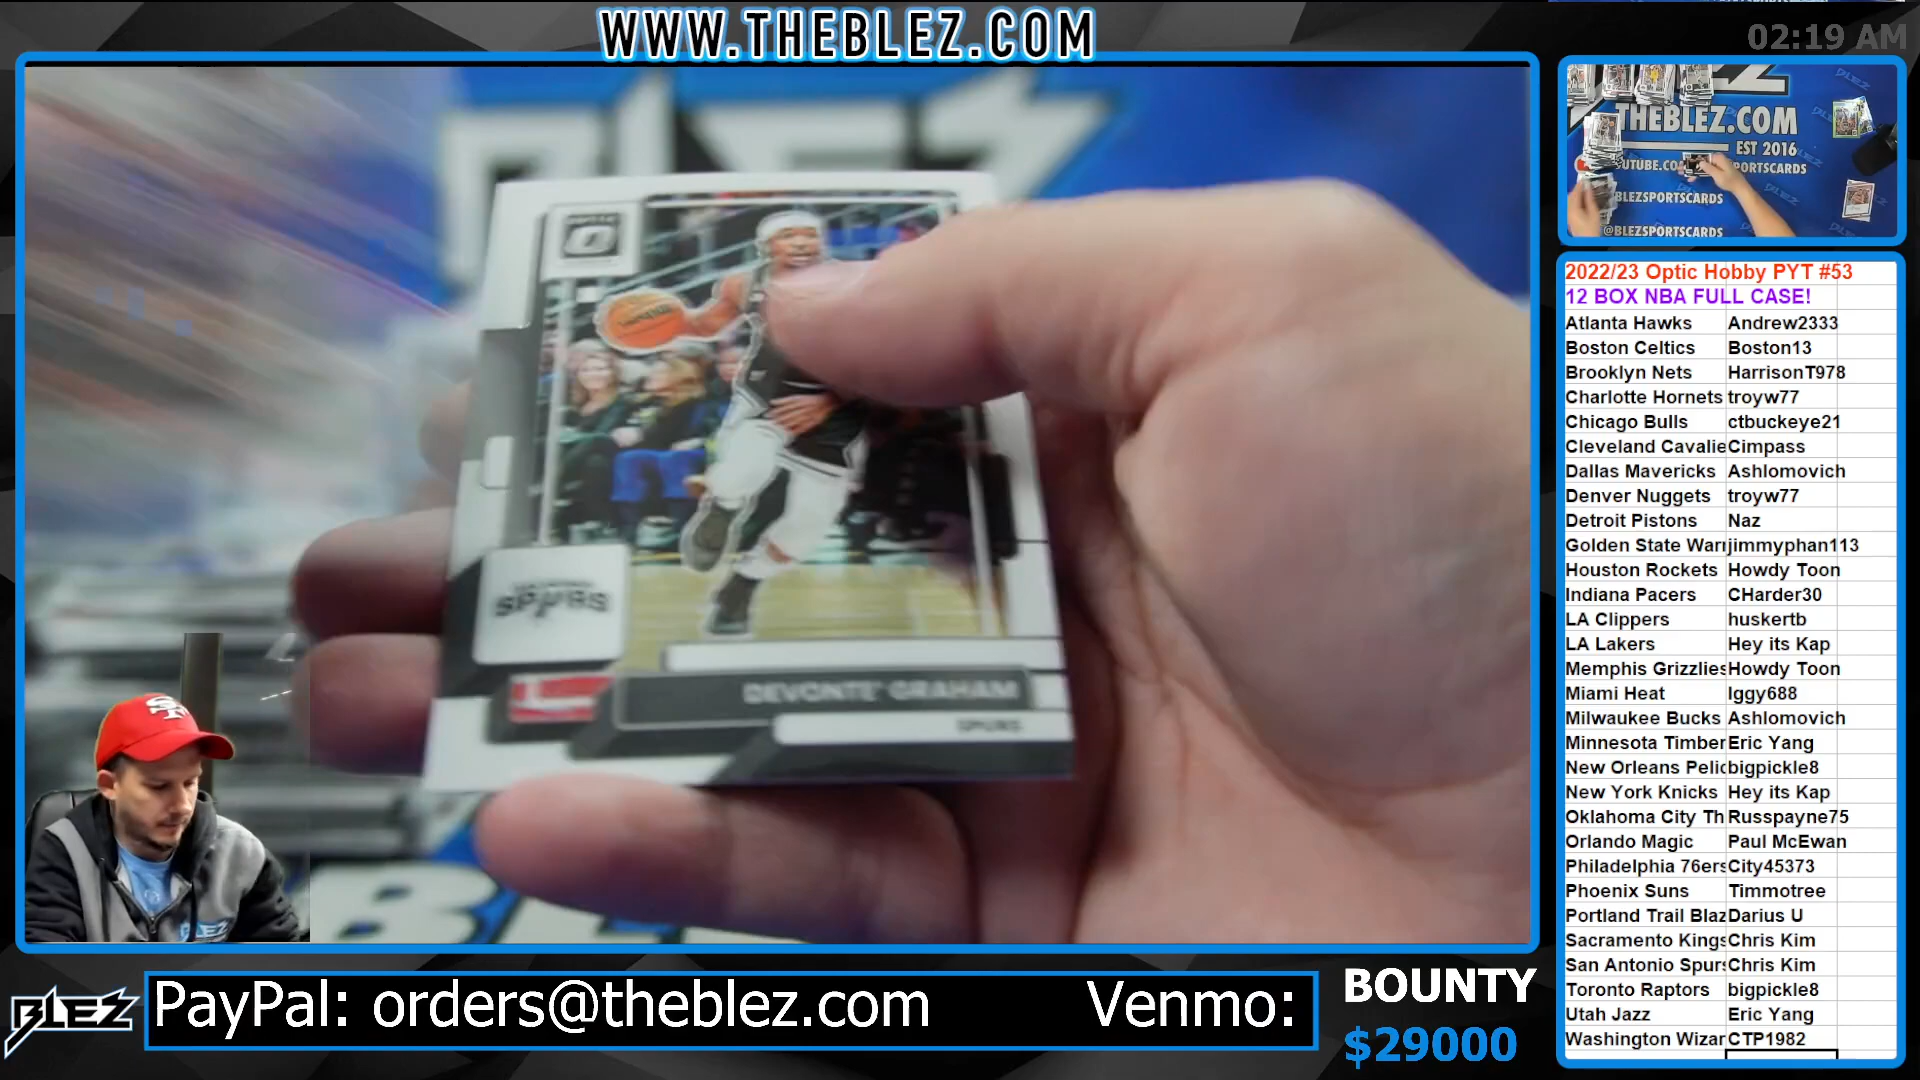 WWW.THEBLEZ.COM
02:19 AM
BLEZ
THEBLEZ.COM
EST 2016
BLEZSPORTSCARDS
@BLEZSPORTSCARDS
OPTIC
SPURS
DEVONTE' GRAHAM
SPURS
2022/23 Optic Hobby PYT #53
12 BOX NBA FULL CASE!
Atlanta Hawks Andrew2333
Boston Celtics Boston13
Brooklyn Nets HarrisonT978
Charlotte Hornets troyw77
Chicago Bulls ctbuckeye21
Cleveland Cavalie Cimpass
Dallas Mavericks Ashlomovich
Denver Nuggets troyw77
Detroit Pistons Naz
Golden State Warr jimmyphan113
Houston Rockets Howdy Toon
Indiana Pacers CHarder30
LA Clippers huskertb
LA Lakers Hey its Kap
Memphis Grizzlies Howdy Toon
Miami Heat Iggy688
Milwaukee Bucks Ashlomovich
Minnesota Timber Eric Yang
New Orleans Pelic bigpickle8
New York Knicks Hey its Kap
Oklahoma City Th Russpayne75
Orlando Magic Paul McEwan
Philadelphia 76ers City45373
Phoenix Suns Timmotree
Portland Trail Blaz Darius U
Sacramento Kings Chris Kim
San Antonio Spurs Chris Kim
Toronto Raptors bigpickle8
Utah Jazz Eric Yang
Washington Wizar CTP1982
BLEZ
PayPal: orders@theblez.com Venmo:
BOUNTY
$29000